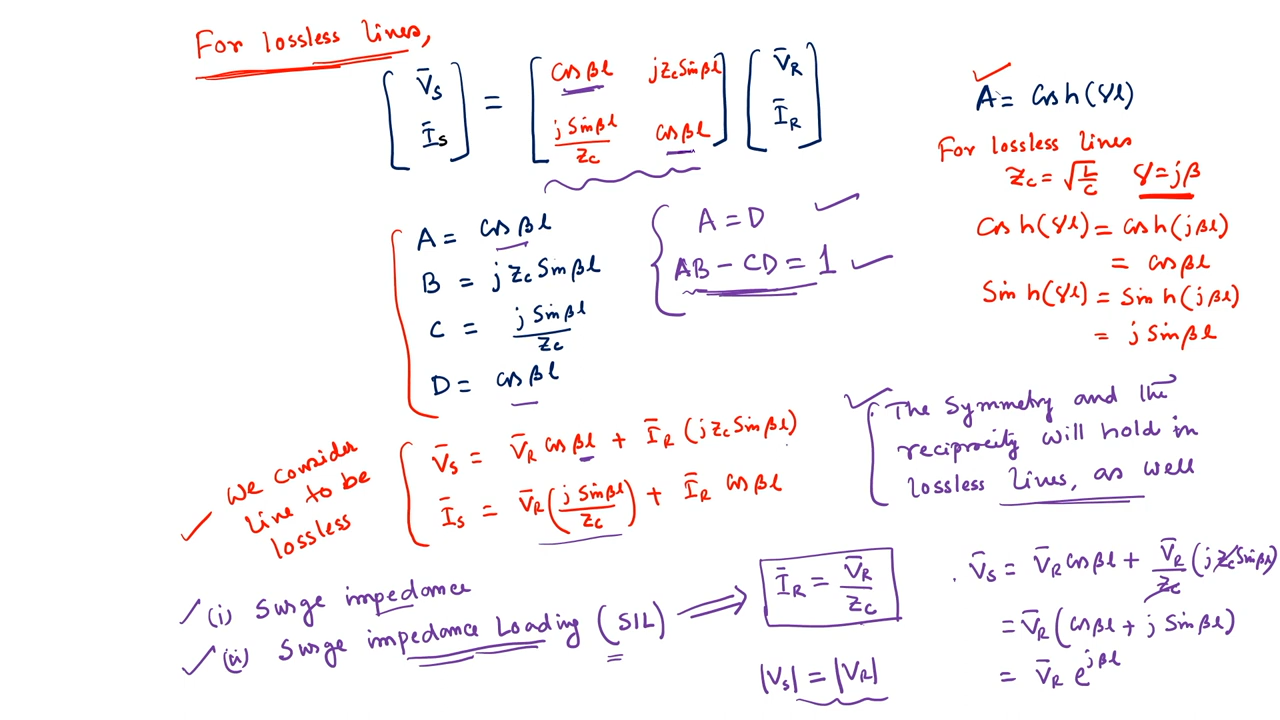 For lossless lines,
[V̄s Īs] = [cos βl jZc Sin βl j Sin βl/Zc cos βl] [V̄R ĪR]
A = cos βl
B = j Zc Sin βl
C = j Sin βl/Zc
D = cos βl
A = D
AB - CD = 1
A = Cosh(γl)
For lossless lines
Zc = √L/C γ = jβ
Cosh(γl) = cosh(jβl)
= cos βl
Sinh(γl) = Sinh(jβl)
= j Sin βl
The symmetry and the
reciprocity will hold in
lossless lines, as well
We consider
line to be
lossless
V̄s = V̄R cos βl + ĪR (jZc Sin βl)
Īs = V̄R (j Sin βl/Zc) + ĪR cos βl
(i) Surge impedance
(ii) Surge impedance Loading (SIL) ⟹
ĪR = V̄R/Zc
|Vs| = |VR|
V̄s = V̄R cos βl + V̄R/Zc (jZc Sin βl)
= V̄R (cos βl + j Sin βl)
= V̄R e^jβl